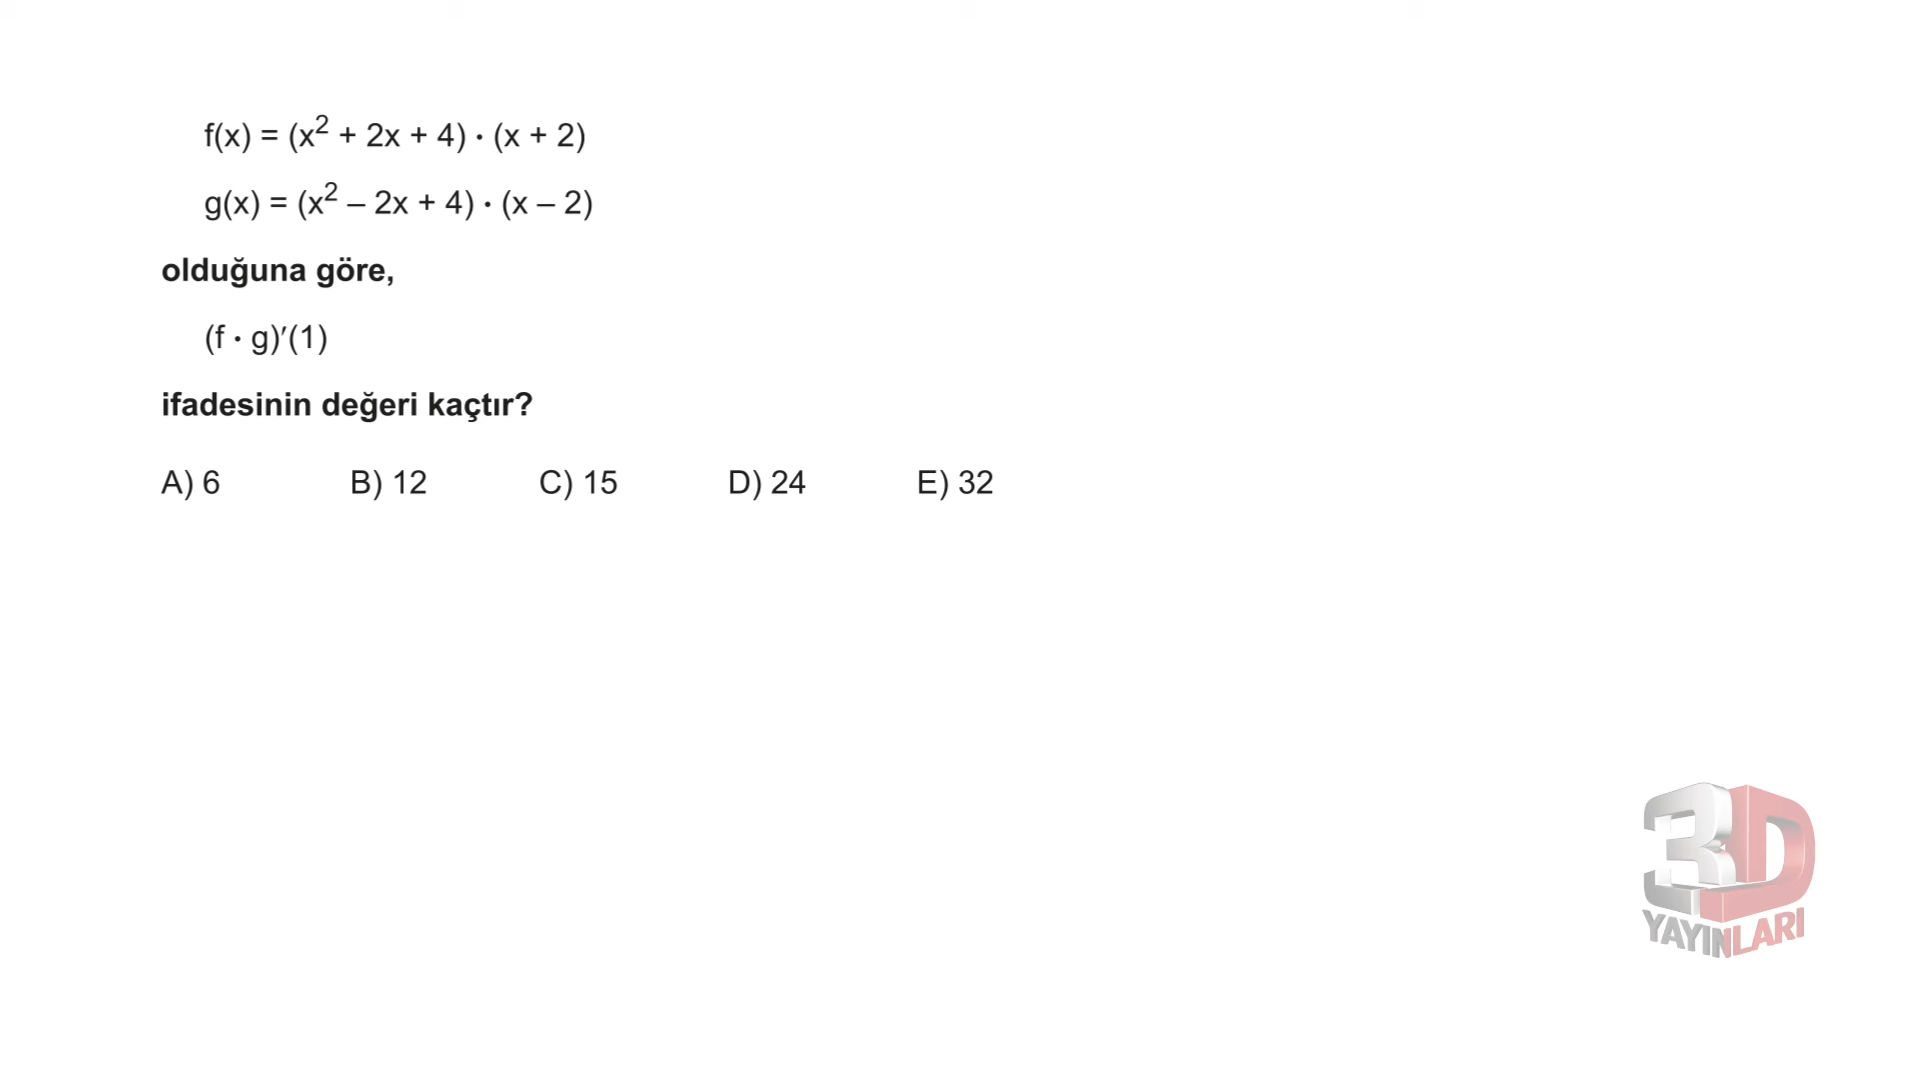 f(x) = (x² + 2x + 4) · (x + 2)
g(x) = (x² – 2x + 4) · (x – 2)
olduğuna göre,
(f · g)′(1)
ifadesinin değeri kaçtır?
A) 6 B) 12 C) 15 D) 24 E) 32
3D
YAYINLARI